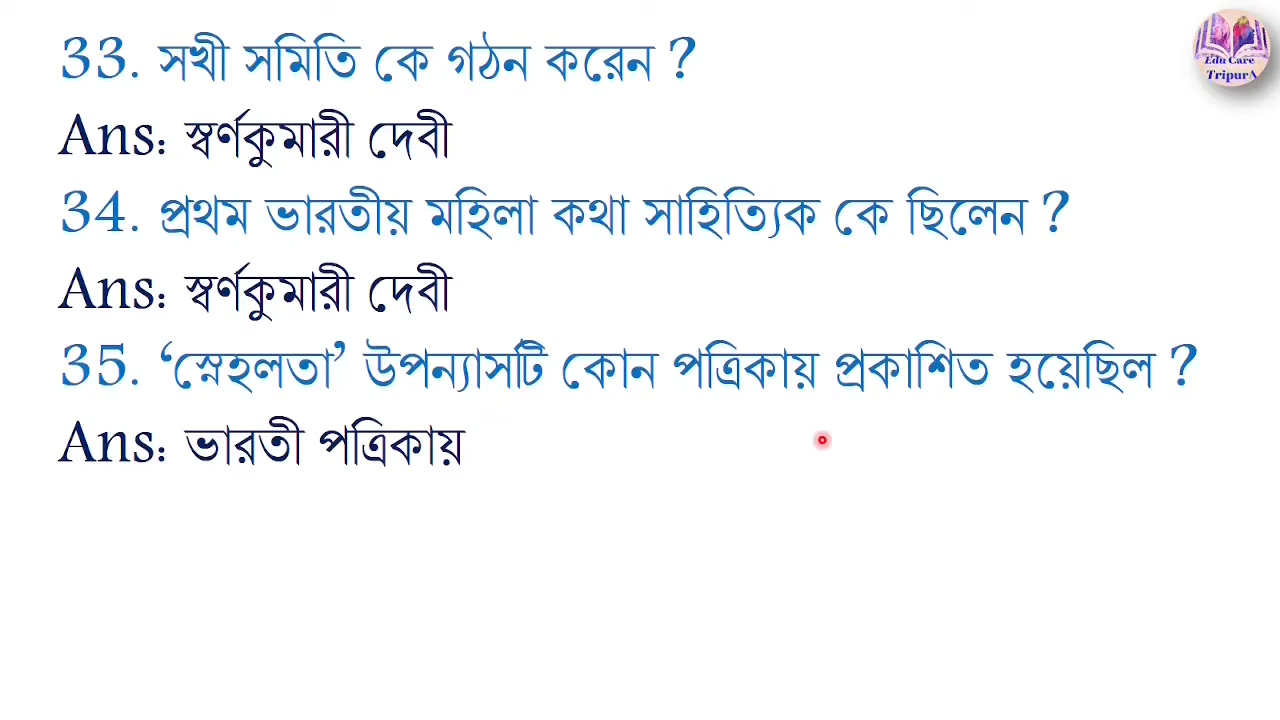 33. সখী সমিতি কে গঠন করেন ?
Edu Care
TripurA
Ans: স্বর্ণকুমারী দেবী
34. প্রথম ভারতীয় মহিলা কথা সাহিত্যিক কে ছিলেন ?
Ans: স্বর্ণকুমারী দেবী
35. ‘স্নেহলতা’ উপন্যাসটি কোন পত্রিকায় প্রকাশিত হয়েছিল ?
Ans: ভারতী পত্রিকায়